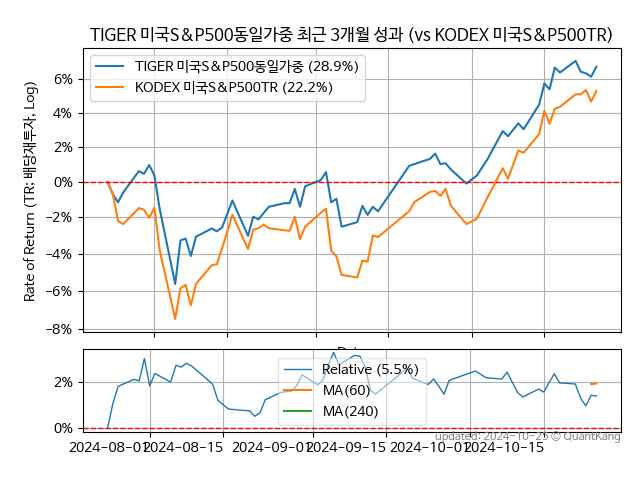 TIGER 미국S&P500동일가중 최근 3개월 성과 (vs KODEX 미국S&P500TR)
Rate of Return (TR: 배당재투자, Log)
TIGER 미국S&P500동일가중 (28.9%)
KODEX 미국S&P500TR (22.2%)
6%
4%
2%
0%
−2%
−4%
−6%
−8%
Relative (5.5%)
MA(60)
MA(240)
2%
0%
2024-08-01
2024-08-15
2024-09-01
2024-09-15
2024-10-01
2024-10-15
updated: 2024-10-25 © QuantKang